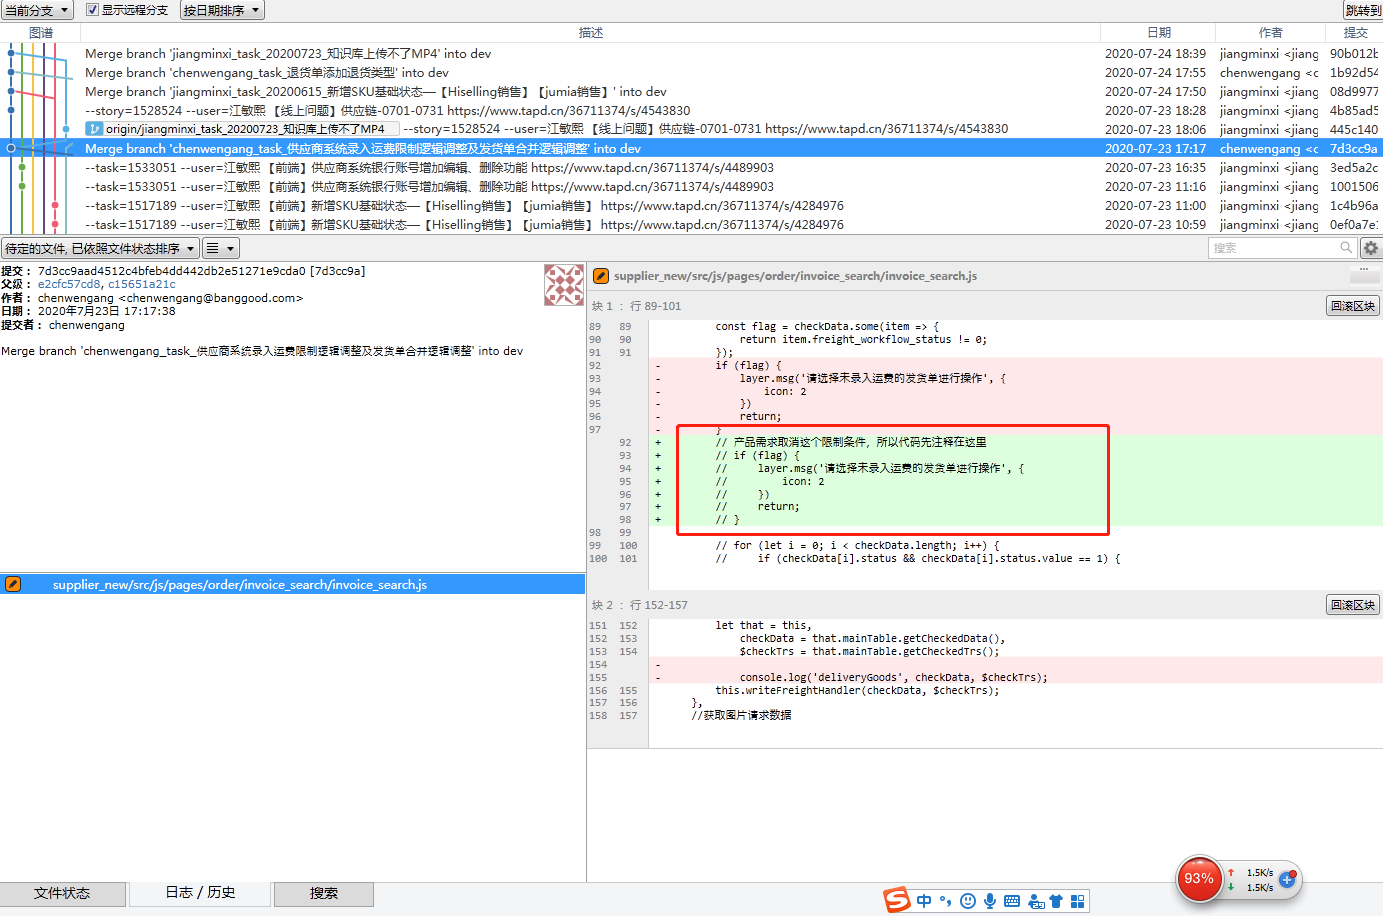 当前分支 显示远程分支 按日期排序 跳转到
图谱 描述 日期 作者 提交
Merge branch 'jiangminxi_task_20200723_知识库上传不了MP4' into dev 2020-07-24 18:39 jiangminxi <jiang 90b012b
Merge branch 'chenwengang_task_退货单添加退货类型' into dev 2020-07-24 17:55 chenwengang <c 1b92d54
Merge branch 'jiangminxi_task_20200615_新增SKU基础状态—【Hiselling销售】【jumia销售】' into dev 2020-07-24 17:50 jiangminxi <jiang 08d9977
--story=1528524 --user=江敏熙 【线上问题】供应链-0701-0731 https://www.tapd.cn/36711374/s/4543830 2020-07-23 18:28 jiangminxi <jiang 4b85ad5
origin/jiangminxi_task_20200723_知识库上传不了MP4 --story=1528524 --user=江敏熙 【线上问题】供应链-0701-0731 https://www.tapd.cn/36711374/s/4543830 2020-07-23 18:06 jiangminxi <jiang 445c140
Merge branch 'chenwengang_task_供应商系统录入运费限制逻辑调整及发货单合并逻辑调整' into dev 2020-07-23 17:17 chenwengang <c 7d3cc9a
--task=1533051 --user=江敏熙 【前端】供应商系统银行账号增加编辑、删除功能 https://www.tapd.cn/36711374/s/4489903 2020-07-23 16:35 jiangminxi <jiang 3ed5a2c
--task=1533051 --user=江敏熙 【前端】供应商系统银行账号增加编辑、删除功能 https://www.tapd.cn/36711374/s/4489903 2020-07-23 11:16 jiangminxi <jiang 1001506
--task=1517189 --user=江敏熙 【前端】新增SKU基础状态—【Hiselling销售】【jumia销售】 https://www.tapd.cn/36711374/s/4284976 2020-07-23 11:00 jiangminxi <jiang 1c4b96a
--task=1517189 --user=江敏熙 【前端】新增SKU基础状态—【Hiselling销售】【jumia销售】 https://www.tapd.cn/36711374/s/4284976 2020-07-23 10:59 jiangminxi <jiang 0ef0a7e
待定的文件, 已依照文件状态排序 搜索
提交： 7d3cc9aad4512c4bfeb4dd442db2e51271e9cda0 [7d3cc9a]
父级： e2cfc57cd8, c15651a21c
作者： chenwengang <chenwengang@banggood.com>
日期： 2020年7月23日 17:17:38
提交者： chenwengang
Merge branch 'chenwengang_task_供应商系统录入运费限制逻辑调整及发货单合并逻辑调整' into dev
supplier_new/src/js/pages/order/invoice_search/invoice_search.js
supplier_new/src/js/pages/order/invoice_search/invoice_search.js
块 1 ：行 89-101 回滚区块
89 89 const flag = checkData.some(item => {
90 90 return item.freight_workflow_status != 0;
91 91 });
92 - if (flag) {
93 - layer.msg('请选择未录入运费的发货单进行操作', {
94 - icon: 2
95 - })
96 - return;
97 - }
92 + // 产品需求取消这个限制条件，所以代码先注释在这里
93 + // if (flag) {
94 + // layer.msg('请选择未录入运费的发货单进行操作', {
95 + // icon: 2
96 + // })
97 + // return;
98 + // }
98 99
99 100 // for (let i = 0; i < checkData.length; i++) {
100 101 // if (checkData[i].status && checkData[i].status.value == 1) {
块 2 ：行 152-157 回滚区块
151 152 let that = this,
152 153 checkData = that.mainTable.getCheckedData(),
153 154 $checkTrs = that.mainTable.getCheckedTrs();
154 -
155 - console.log('deliveryGoods', checkData, $checkTrs);
156 155 this.writeFreightHandler(checkData, $checkTrs);
157 156 },
158 157 //获取图片请求数据
93% 1.5K/s
1.5K/s
文件状态 日志 / 历史 搜索
S 中